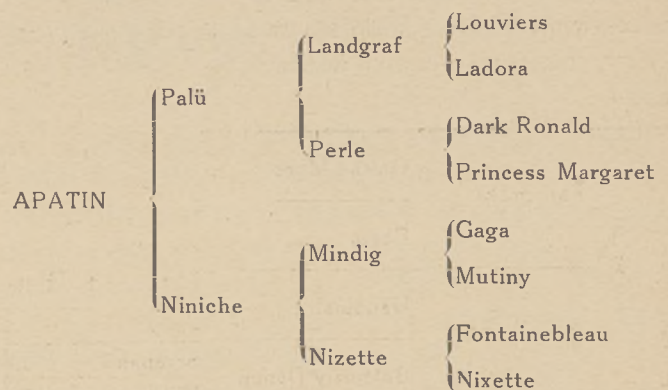 Louviers
Landgraf
Ladora
Palü
Dark Ronald
Perle
Princess Margaret
APATIN
Gaga
Mindig
Mutiny
Niniche
Fontainebleau
Nizette
Nixette